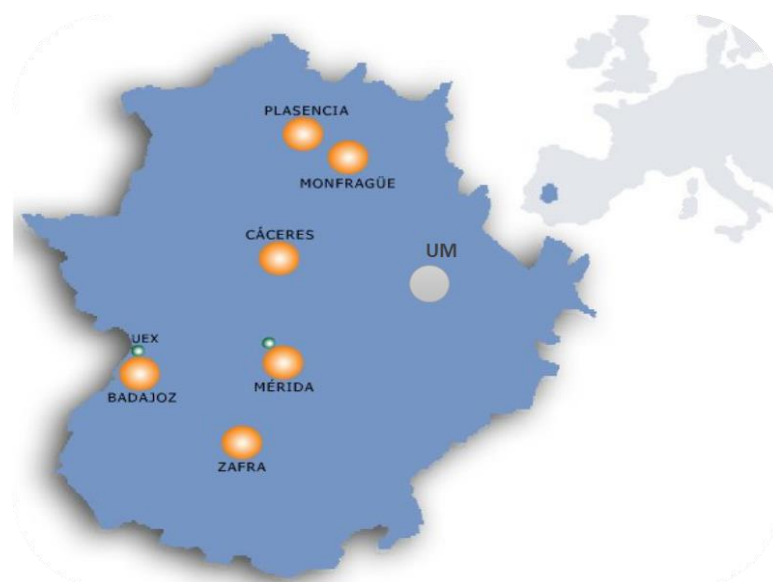 PLASENCIA
MONFRAGÜE
CÁCERES
UM
UEX
BADAJOZ
MÉRIDA
ZAFRA